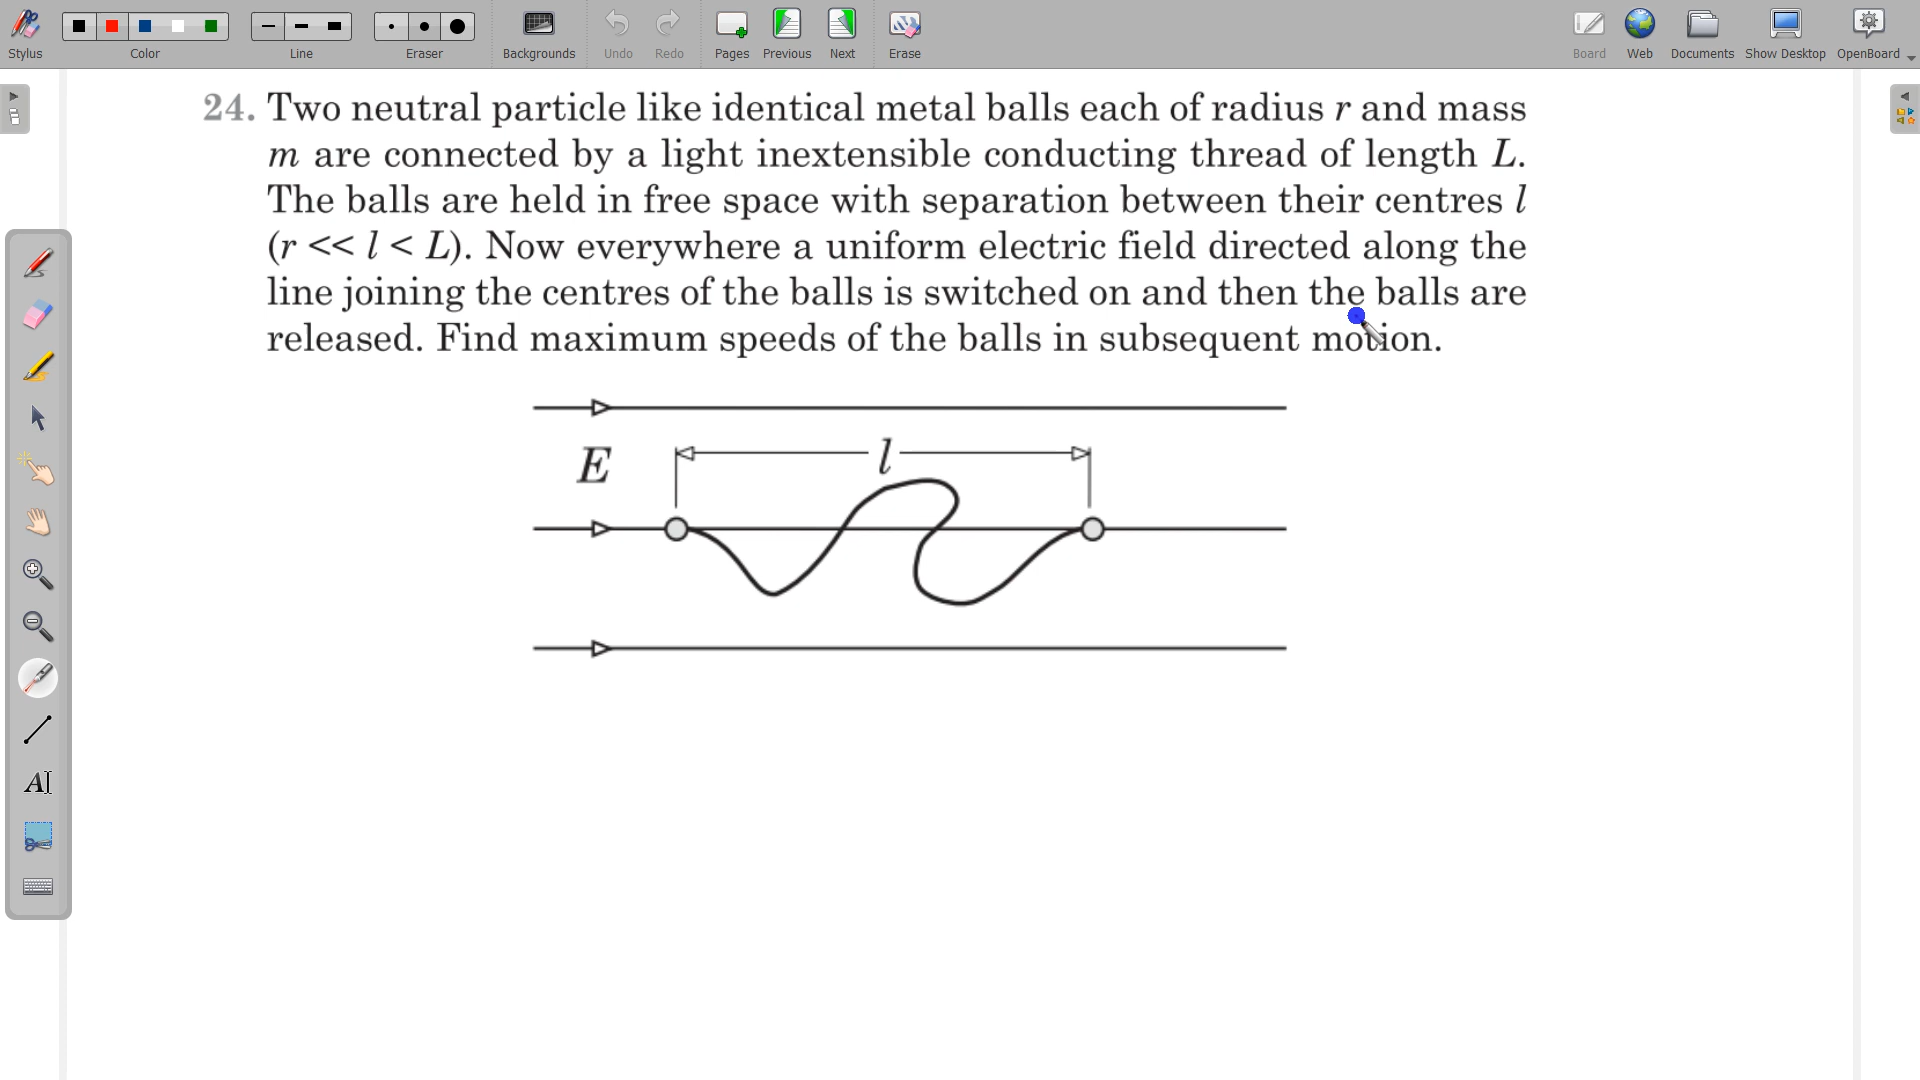 Stylus
Color
Line
Eraser
Backgrounds
Undo
Redo
Pages
Previous
Next
Erase
Board
Web
Documents
Show Desktop
OpenBoard
24. Two neutral particle like identical metal balls each of radius r and mass
m are connected by a light inextensible conducting thread of length L.
The balls are held in free space with separation between their centres l
(r << l < L). Now everywhere a uniform electric field directed along the
line joining the centres of the balls is switched on and then the balls are
released. Find maximum speeds of the balls in subsequent motion.
l
E